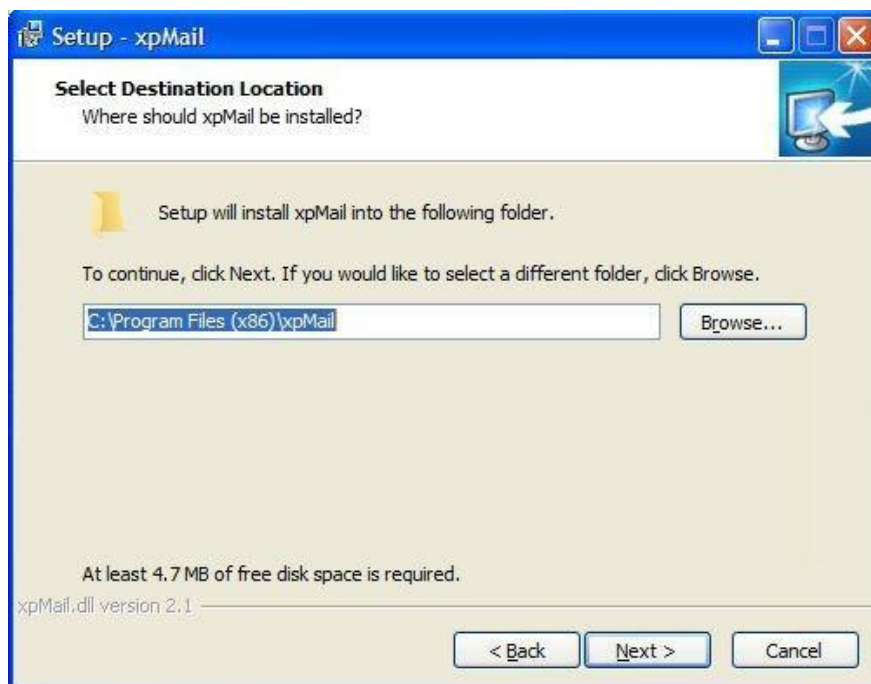 Setup - xpMail
Select Destination Location
Where should xpMail be installed?
Setup will install xpMail into the following folder.
To continue, click Next. If you would like to select a different folder, click Browse.
C:\Program Files (x86)\xpMail
Browse...
At least 4.7 MB of free disk space is required.
xpMail.dll version 2.1
< Back Next > Cancel